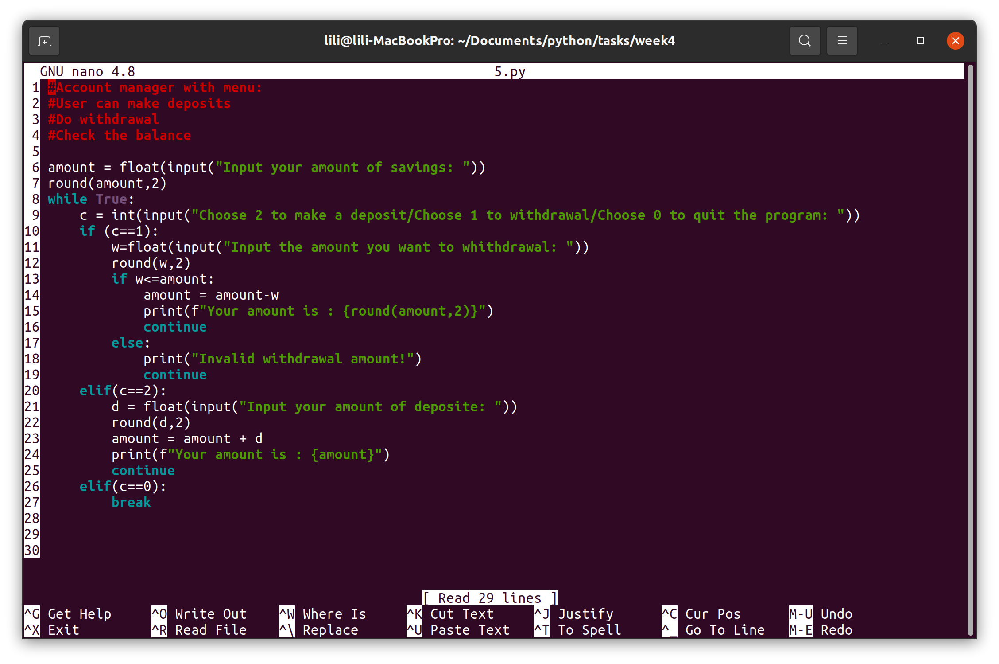 lili@lili-MacBookPro: ~/Documents/python/tasks/week4
GNU nano 4.8 5.py
1 #Account manager with menu:
2 #User can make deposits
3 #Do withdrawal
4 #Check the balance
5
6 amount = float(input("Input your amount of savings: "))
7 round(amount,2)
8 while True:
9     c = int(input("Choose 2 to make a deposit/Choose 1 to withdrawal/Choose 0 to quit the program: "))
10     if (c==1):
11         w=float(input("Input the amount you want to whithdrawal: "))
12         round(w,2)
13         if w<=amount:
14             amount = amount-w
15             print(f"Your amount is : {round(amount,2)}")
16             continue
17         else:
18             print("Invalid withdrawal amount!")
19             continue
20     elif(c==2):
21         d = float(input("Input your amount of deposite: "))
22         round(d,2)
23         amount = amount + d
24         print(f"Your amount is : {amount}")
25         continue
26     elif(c==0):
27         break
28
29
30
[ Read 29 lines ]
^G Get Help ^O Write Out ^W Where Is ^K Cut Text ^J Justify ^C Cur Pos M-U Undo
^X Exit ^R Read File ^\ Replace ^U Paste Text ^T To Spell ^_ Go To Line M-E Redo